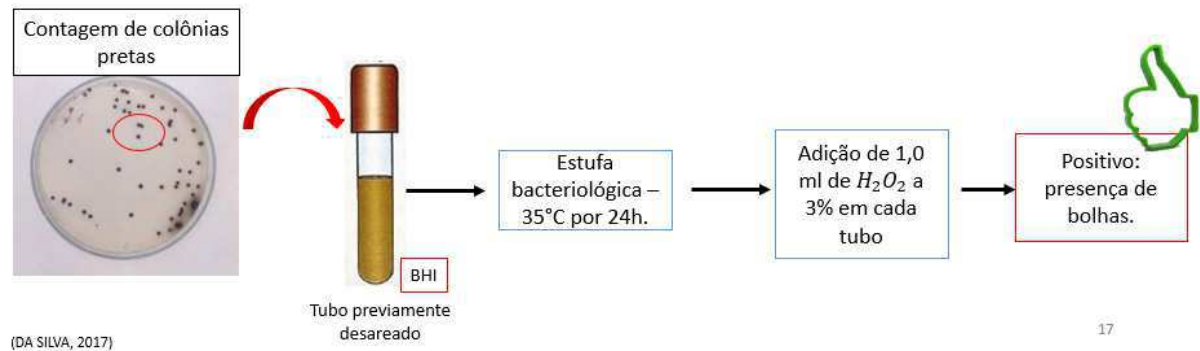 Contagem de colônias
pretas
BHI
Tubo previamente
desareado
Estufa
bacteriológica –
35°C por 24h.
Adição de 1,0
ml de H₂O₂ a
3% em cada
tubo
Positivo:
presença de
bolhas.
(DA SILVA, 2017)
17